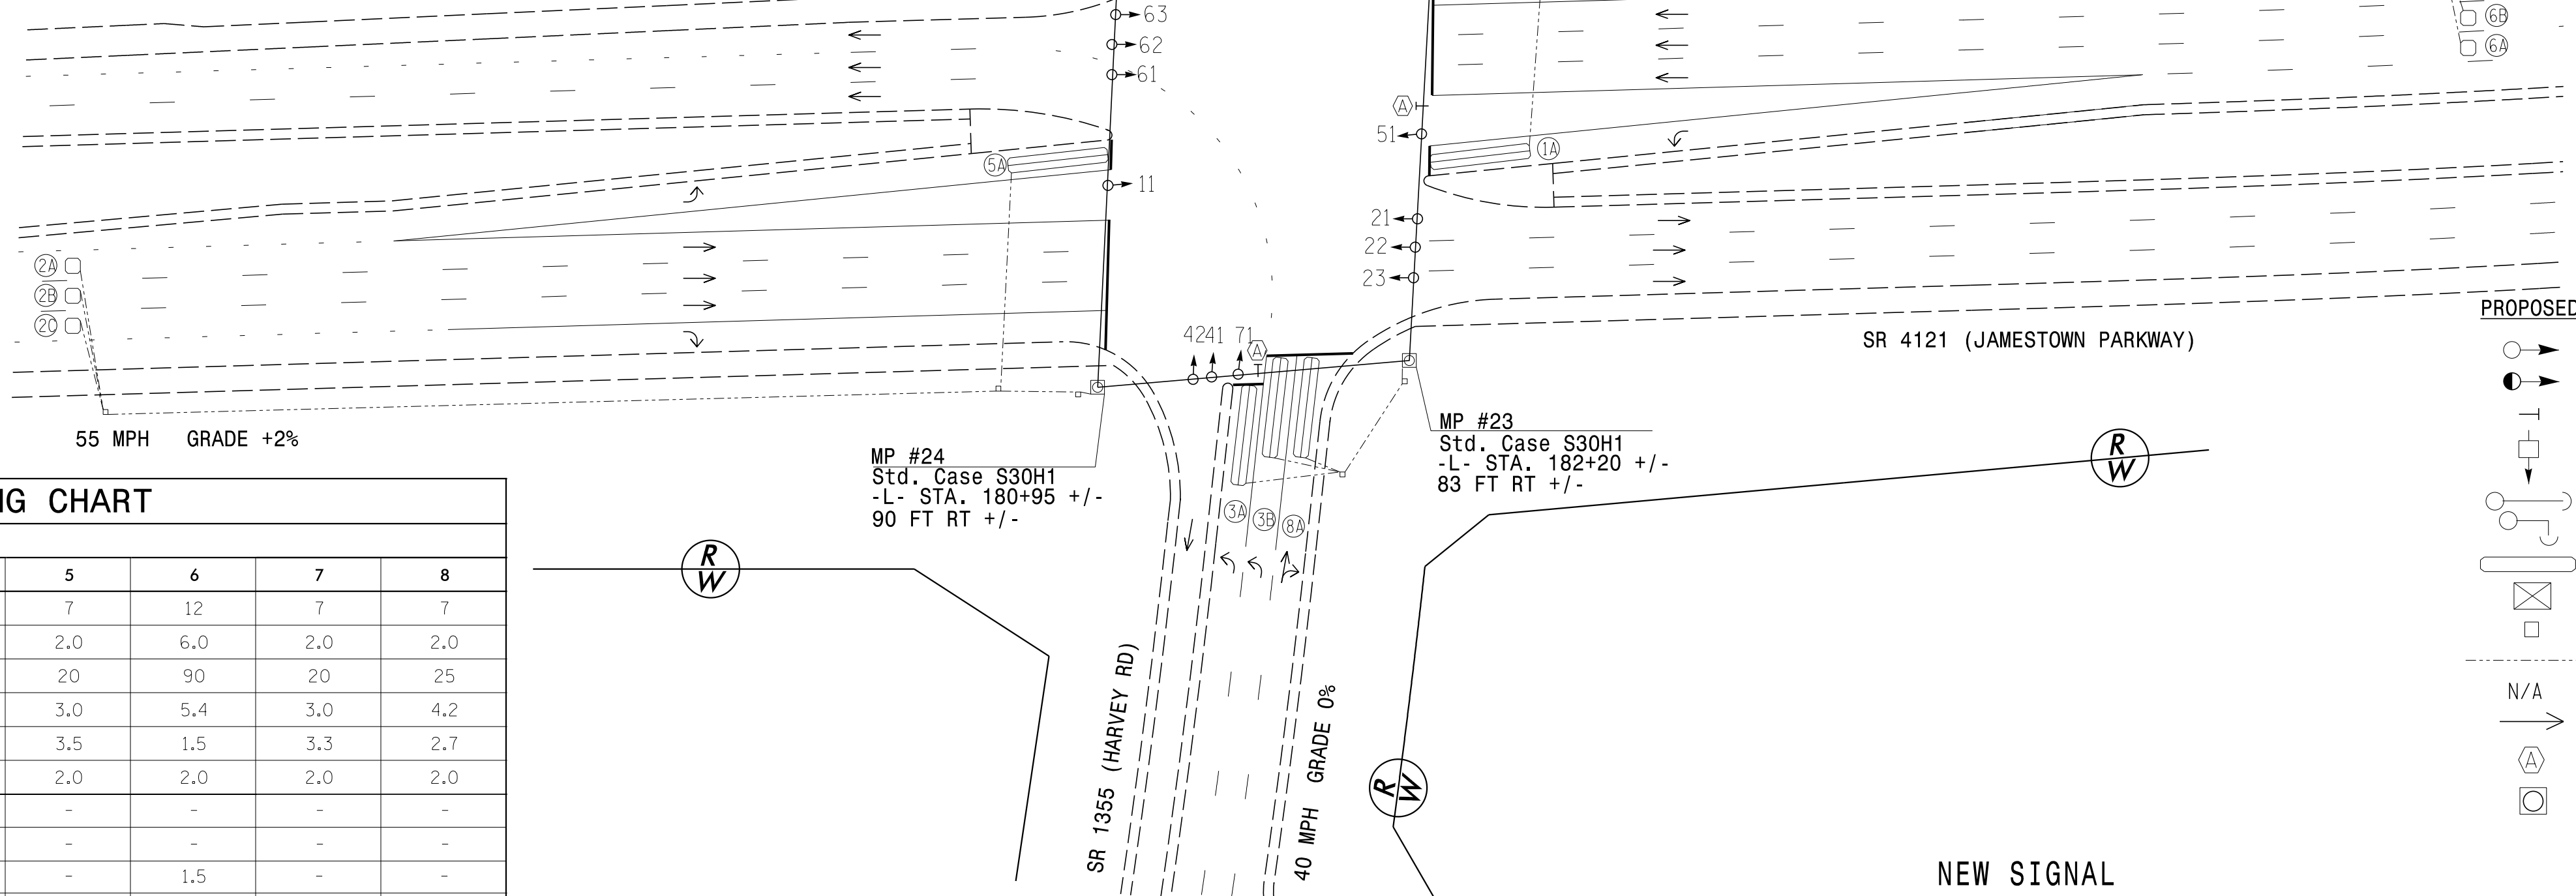 63
62
61
11
A
51
5A
1A
6B
6A
21
22
23
2A
2B
2C
42 41 71
A
SR 4121 (JAMESTOWN PARKWAY)
PROPOSED
55 MPH GRADE +2%
MP #24
Std. Case S30H1
-L- STA. 180+95 +/-
90 FT RT +/-
MP #23
Std. Case S30H1
-L- STA. 182+20 +/-
83 FT RT +/-
R/W
R/W
R/W
3A
3B
8A
SR 1355 (HARVEY RD)
40 MPH GRADE 0%
NG CHART
5 6 7 8
7 12 7 7
2.0 6.0 2.0 2.0
20 90 20 25
3.0 5.4 3.0 4.2
3.5 1.5 3.3 2.7
2.0 2.0 2.0 2.0
- - - -
- - - -
- 1.5 - -
N/A
A
NEW SIGNAL